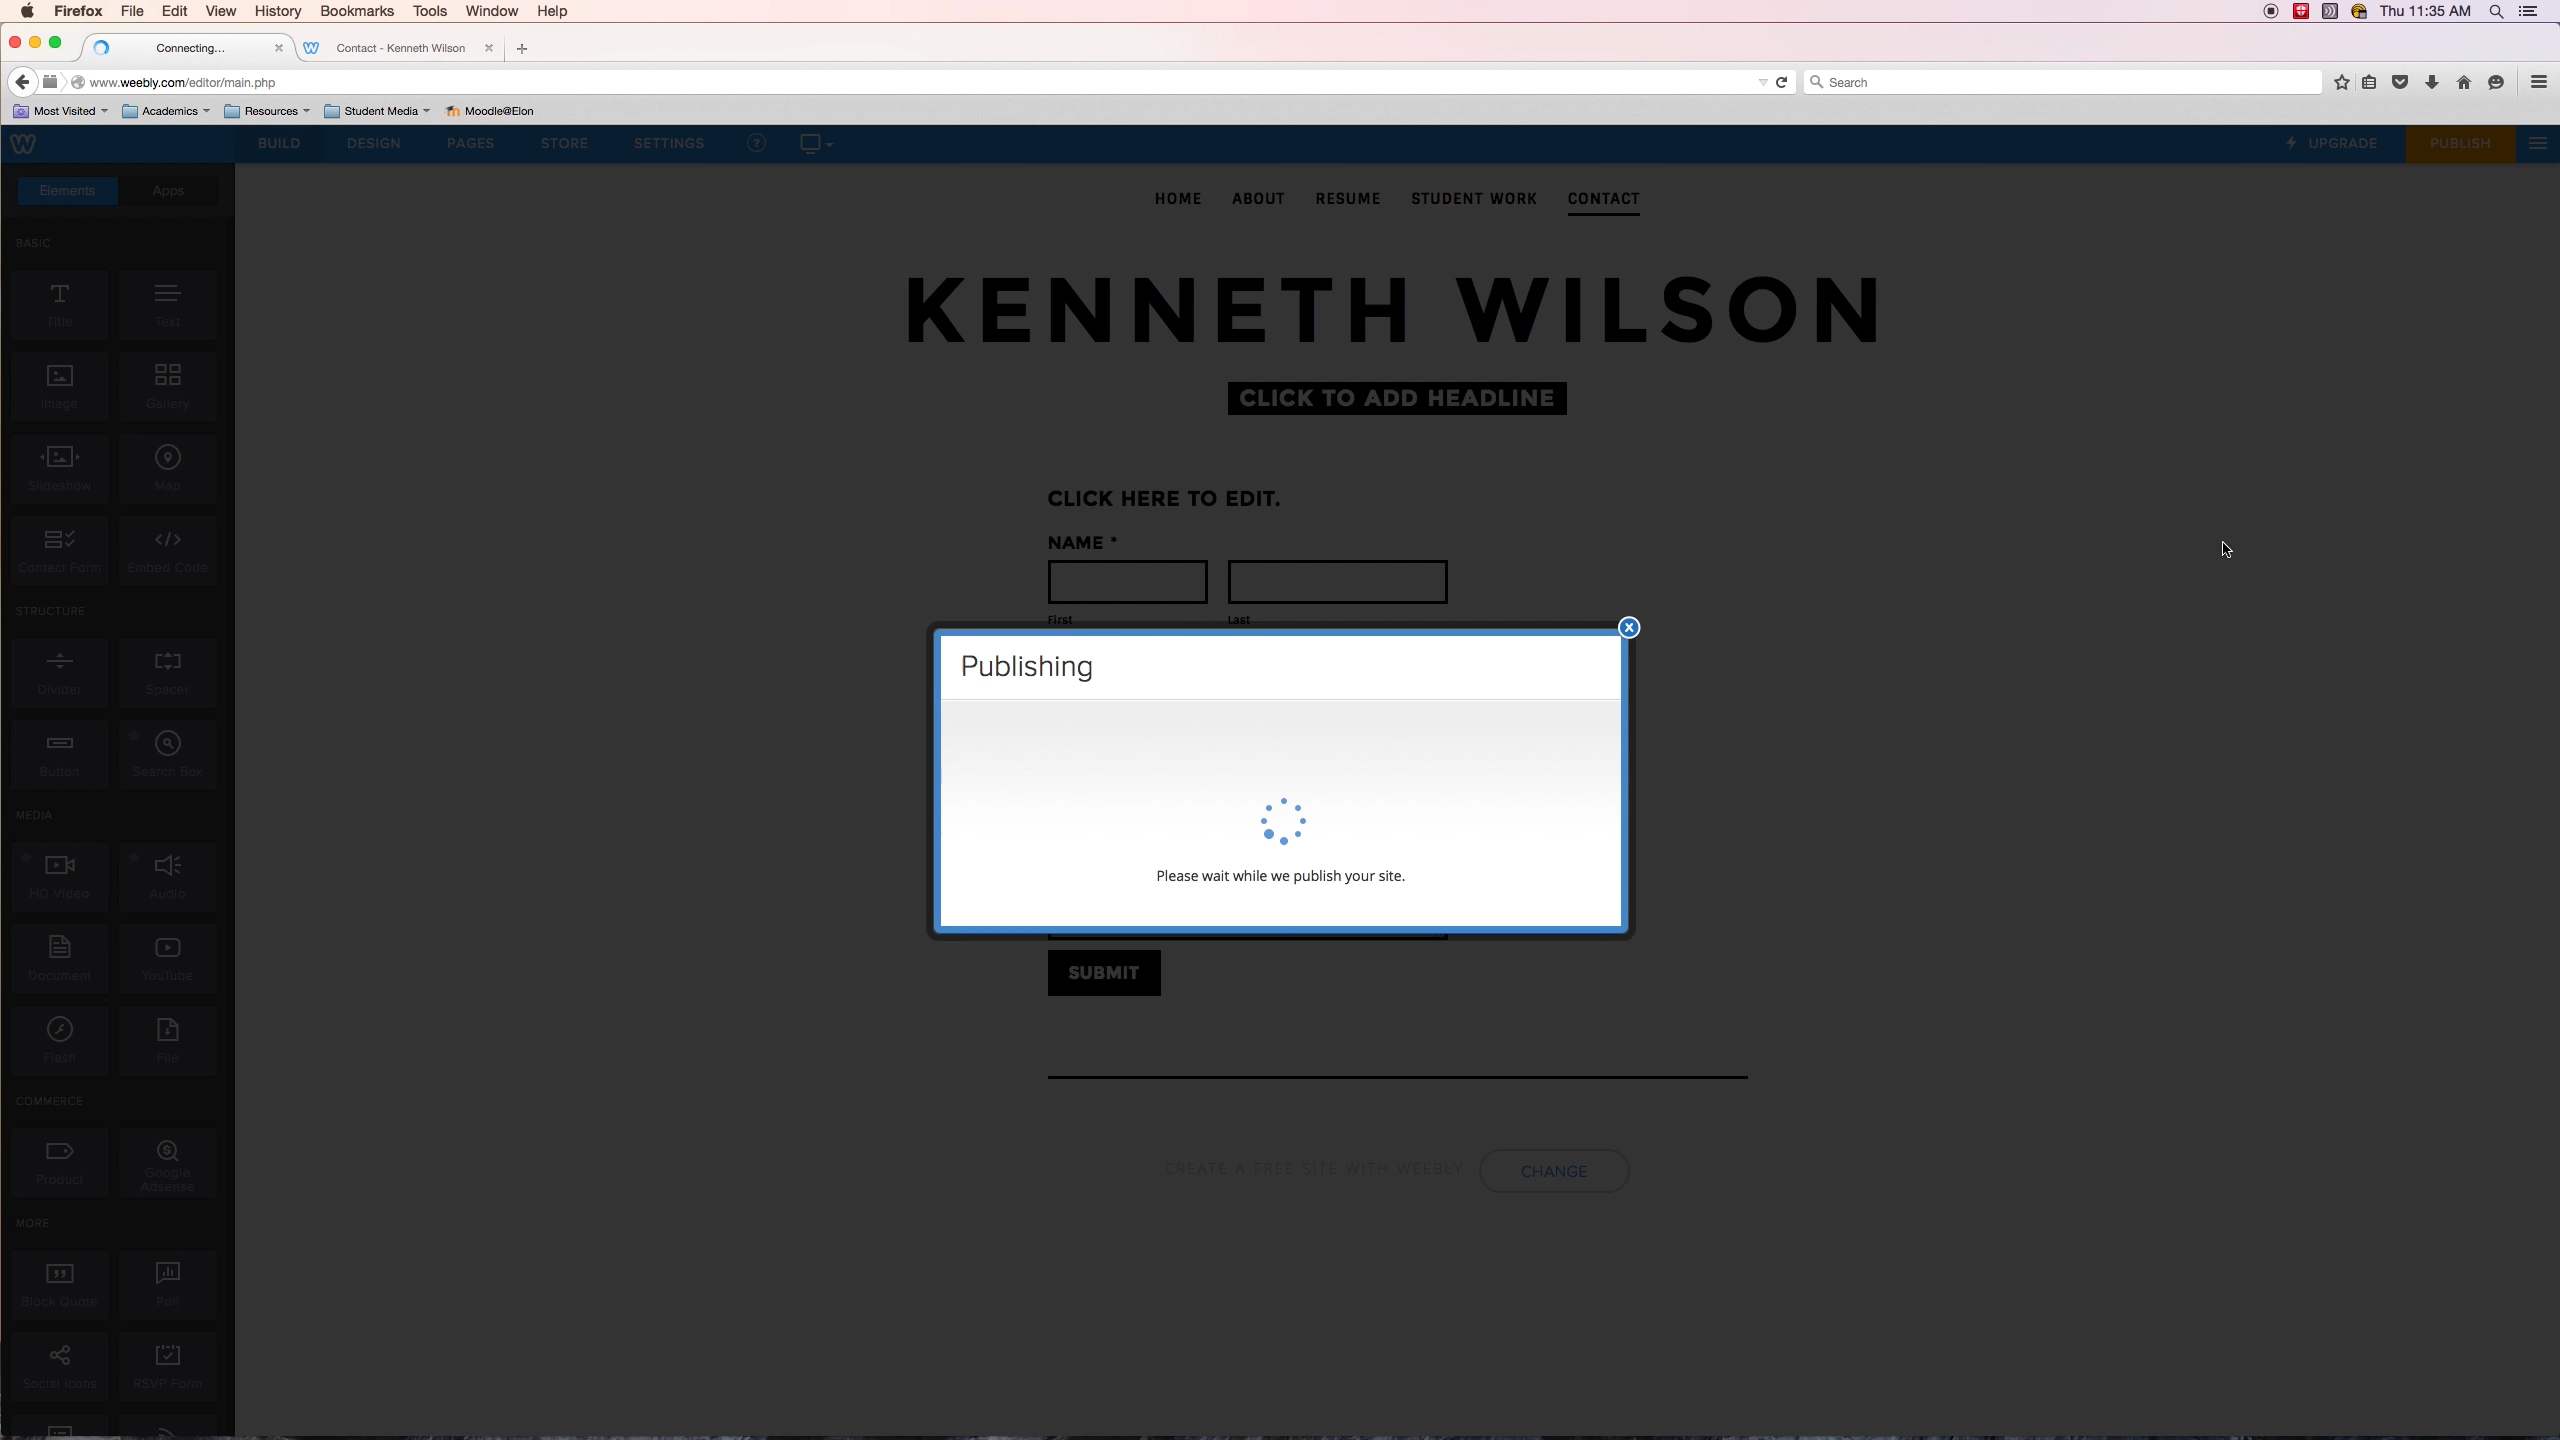 Firefox File Edit View History Bookmarks Tools Window Help Thu 11:35 AM
Connecting... Contact - Kenneth Wilson
www.weebly.com/editor/main.php Search
Most Visited Academics Resources Student Media Moodle@Elon
BUILD DESIGN PAGES STORE SETTINGS ? UPGRADE PUBLISH
Elements Apps
HOME ABOUT RESUME STUDENT WORK CONTACT
BASIC
KENNETH WILSON
Title Text
CLICK TO ADD HEADLINE
Image Gallery
Slideshow Map
CLICK HERE TO EDIT.
NAME *
Contact Form Embed Code
STRUCTURE
First Last
Publishing
Divider Spacer
Button Search Box
MEDIA
Please wait while we publish your site.
HD Video Audio
Document YouTube
SUBMIT
Flash File
COMMERCE
Product Google Adsense
CREATE A FREE SITE WITH WEEBLY CHANGE
MORE
Block Quote Poll
Social Icons RSVP Form